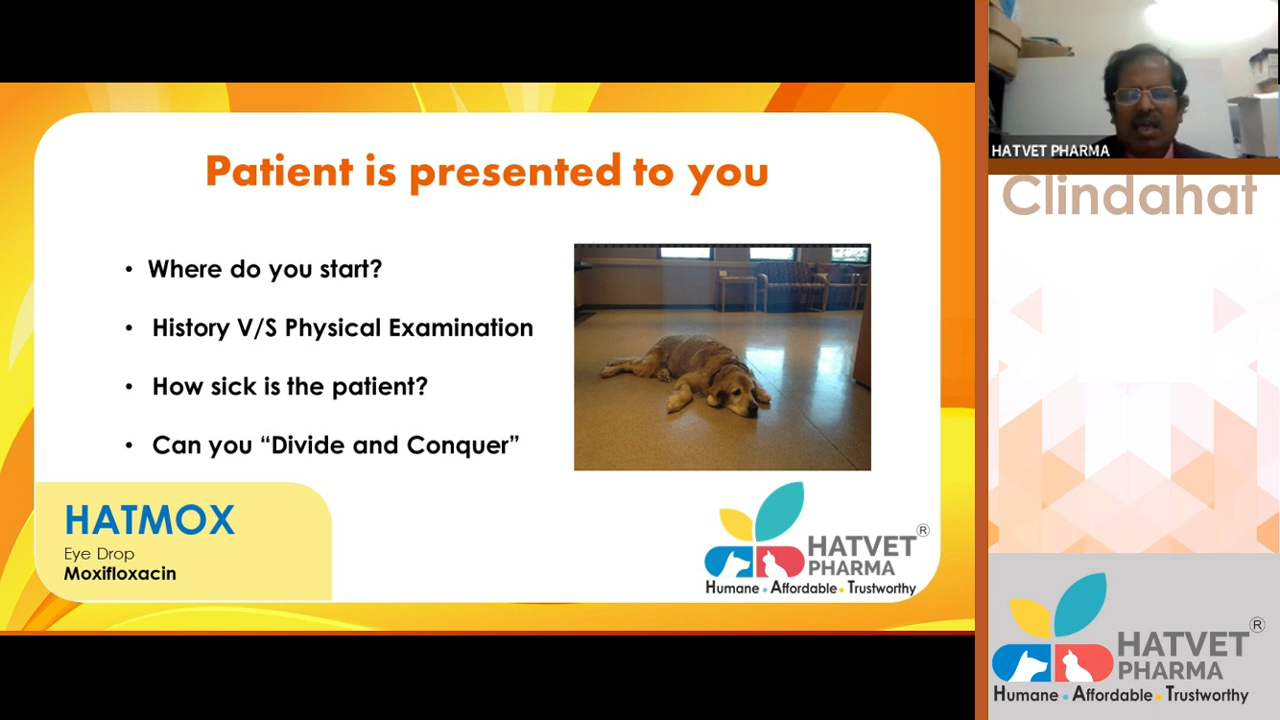 Patient is presented to you
• Where do you start?
• History V/S Physical Examination
• How sick is the patient?
• Can you “Divide and Conquer”
HATMOX
Eye Drop
Moxifloxacin
HATVET ®
PHARMA
Humane • Affordable • Trustworthy
HATVET PHARMA
Clindahat
HATVET ®
PHARMA
Humane • Affordable • Trustworthy